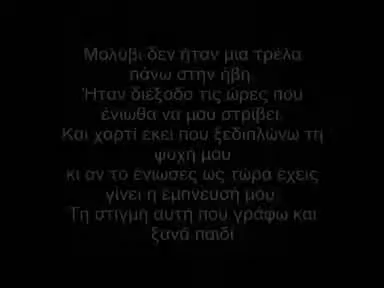 Μολύβι δεν ήταν μια τρέλα
πάνω στην ήβη
Ήταν διέξοδο τις ώρες που
ένιωθα να μου στρίβει
Και χαρτί εκεί που ξεδιπλώνω τη
ψυχή μου
κι αν το ένιωσες ως τώρα έχεις
γίνει η έμπνευσή μου
Τη στιγμή αυτή που γράφω και
ξανά παιδί